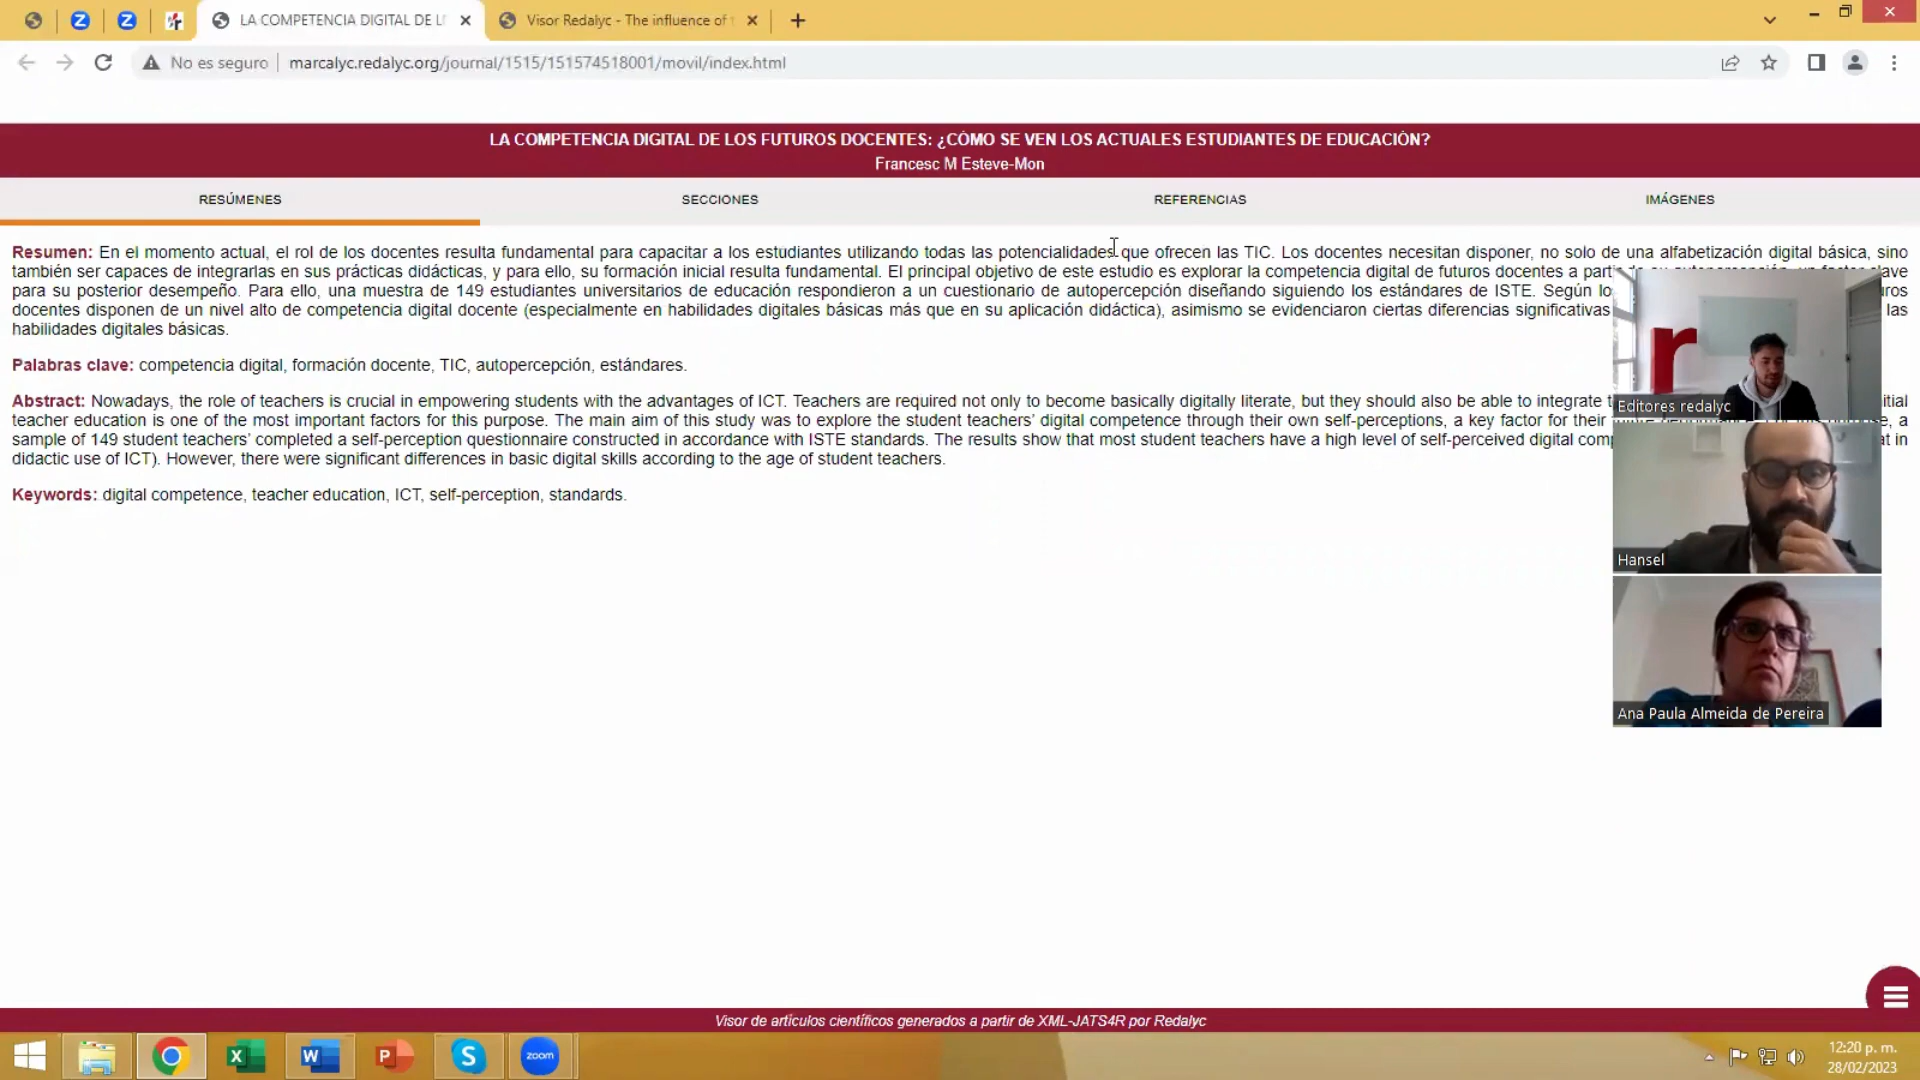 LA COMPETENCIA DIGITAL DE L
Visor Redalyc - The influence of
No es seguro
marcalyc.redalyc.org/journal/1515/151574518001/movil/index.html
LA COMPETENCIA DIGITAL DE LOS FUTUROS DOCENTES: ¿CÓMO SE VEN LOS ACTUALES ESTUDIANTES DE EDUCACIÓN?
Francesc M Esteve-Mon
RESÚMENES
SECCIONES
REFERENCIAS
IMÁGENES
Resumen: En el momento actual, el rol de los docentes resulta fundamental para capacitar a los estudiantes utilizando todas las potencialidades que ofrecen las TIC. Los docentes necesitan disponer, no solo de una alfabetización digital básica, sino
también ser capaces de integrarlas en sus prácticas didácticas, y para ello, su formación inicial resulta fundamental. El principal objetivo de este estudio es explorar la competencia digital de futuros docentes a
para su posterior desempeño. Para ello, una muestra de 149 estudiantes universitarios de educación respondieron a un cuestionario de autopercepción diseñando siguiendo los estándares de ISTE. Según
docentes disponen de un nivel alto de competencia digital docente (especialmente en habilidades digitales básicas más que en su aplicación didáctica), asimismo se evidenciaron ciertas diferencias significativas las
habilidades digitales básicas.
Palabras clave: competencia digital, formación docente, TIC, autopercepción, estándares.
Abstract: Nowadays, the role of teachers is crucial in empowering students with the advantages of ICT. Teachers are required not only to become basically digitally literate, but they should also be able to integrate
teacher education is one of the most important factors for this purpose. The main aim of this study was to explore the student teachers' digital competence through their own self-perceptions, a key factor for their a
sample of 149 student teachers' completed a self-perception questionnaire constructed in accordance with ISTE standards. The results show that most student teachers have a high level of self-perceived digital in
didactic use of ICT). However, there were significant differences in basic digital skills according to the age of student teachers.
Keywords: digital competence, teacher education, ICT, self-perception, standards.
Editores redalyc
Hansel
Ana Paula Almeida de Pereira
Visor de artículos científicos generados a partir de XML-JATS4R por Redalyc
zoom
12:20 p. m.
28/02/2023